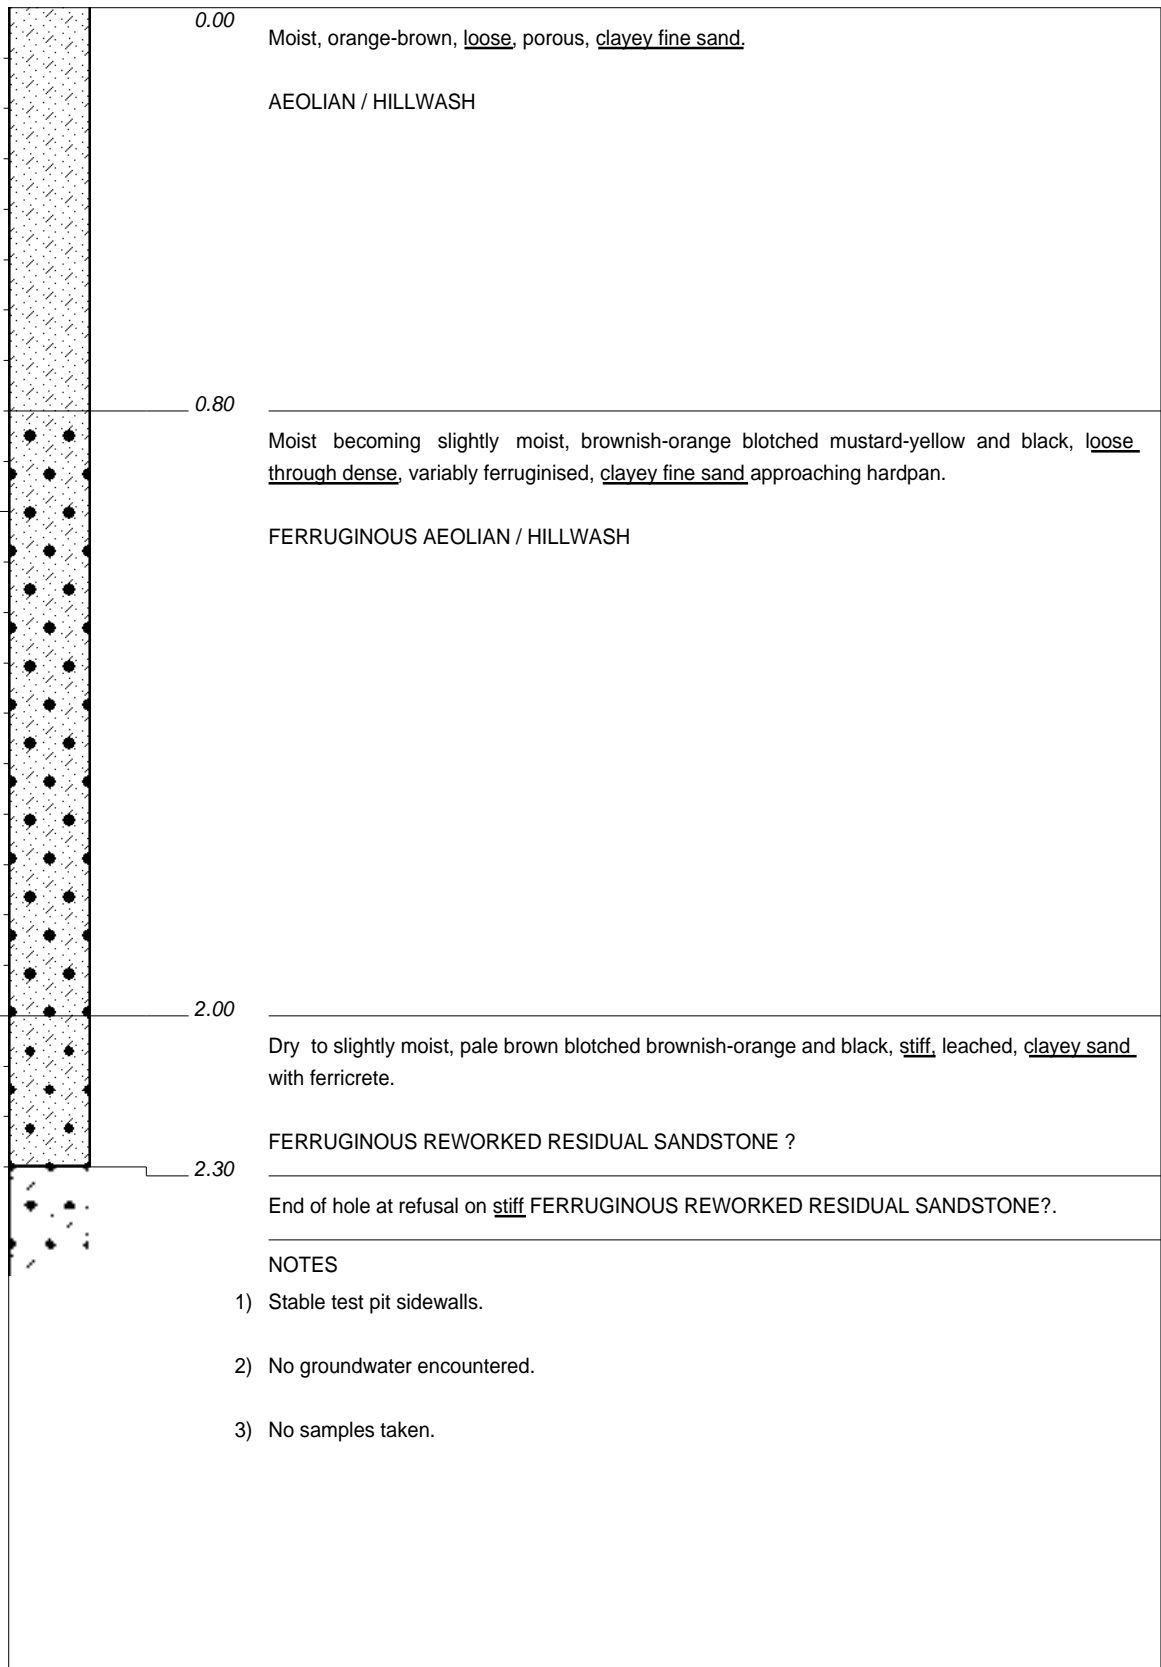 0.00
Moist, orange-brown, loose, porous, clayey fine sand.
AEOLIAN / HILLWASH
0.80
Moist becoming slightly moist, brownish-orange blotched mustard-yellow and black, loose
through dense, variably ferruginised, clayey fine sand approaching hardpan.
FERRUGINOUS AEOLIAN / HILLWASH
2.00
Dry to slightly moist, pale brown blotched brownish-orange and black, stiff, leached, clayey sand
with ferricrete.
FERRUGINOUS REWORKED RESIDUAL SANDSTONE ?
2.30
End of hole at refusal on stiff FERRUGINOUS REWORKED RESIDUAL SANDSTONE?.
NOTES
1) Stable test pit sidewalls.
2) No groundwater encountered.
3) No samples taken.